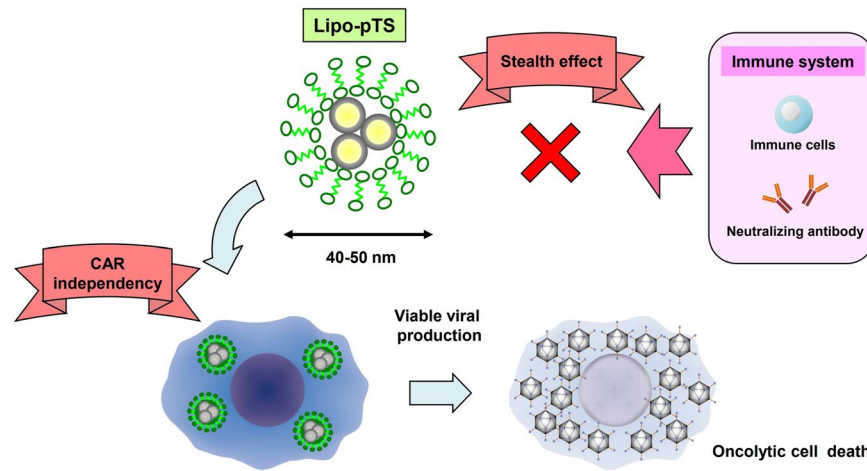 Lipo-pTS
Stealth effect
Immune system
Immune cells
Neutralizing antibody
40-50 nm
CAR
independency
Viable viral
production
Oncolytic cell death